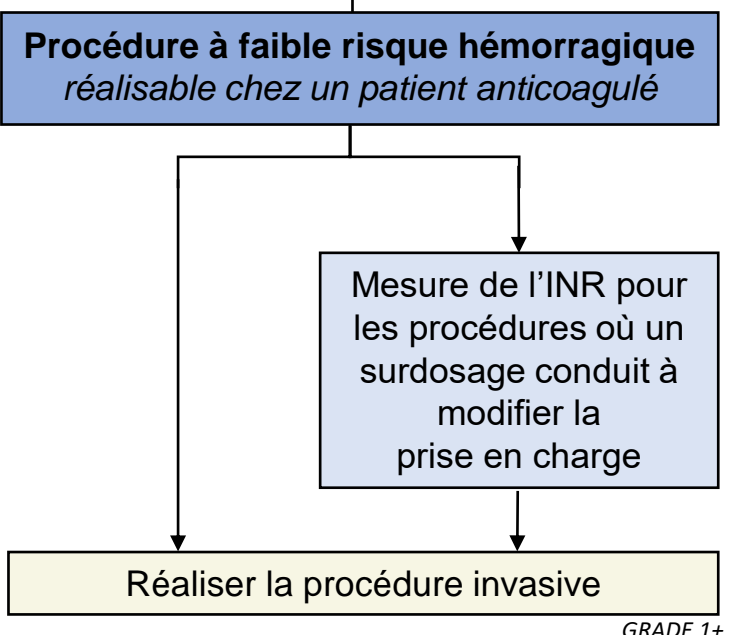 Procédure à faible risque hémorragique
réalisable chez un patient anticoagulé
Mesure de l'INR pour
les procédures où un
surdosage conduit à
modifier la
prise en charge
Réaliser la procédure invasive
GRADE 1+